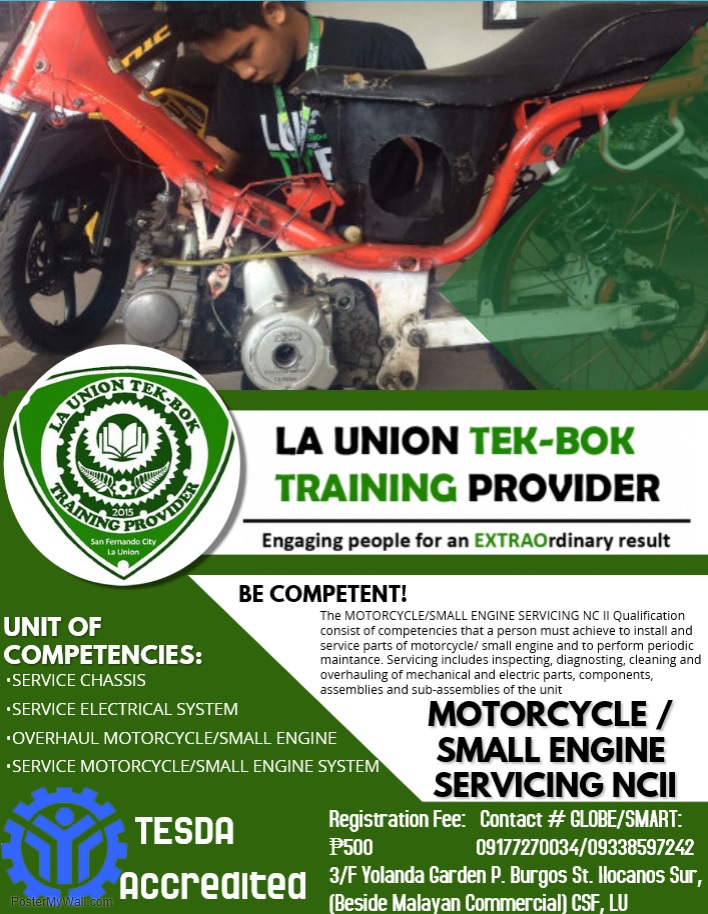 LA UNION TEK-BOK
TRAINING PROVIDER
2015
San Fernando City
La Union
LA UNION TEK-BOK
TRAINING PROVIDER
Engaging people for an EXTRAOrdinary result
BE COMPETENT!
The MOTORCYCLE/SMALL ENGINE SERVICING NC II Qualification
consist of competencies that a person must achieve to install and
service parts of motorcycle/ small engine and to perform periodic
maintance. Servicing includes inspecting, diagnosting, cleaning and
overhauling of mechanical and electric parts, components,
assemblies and sub-assemblies of the unit
UNIT OF
COMPETENCIES:
•SERVICE CHASSIS
•SERVICE ELECTRICAL SYSTEM
•OVERHAUL MOTORCYCLE/SMALL ENGINE
•SERVICE MOTORCYCLE/SMALL ENGINE SYSTEM
MOTORCYCLE /
SMALL ENGINE
SERVICING NCII
TESDA
Accredited
Registration Fee: Contact # GLOBE/SMART:
₱500 09177270034/09338597242
3/F Yolanda Garden P. Burgos St. Ilocanos Sur,
(Beside Malayan Commercial) CSF, LU
PosterMyWall.com